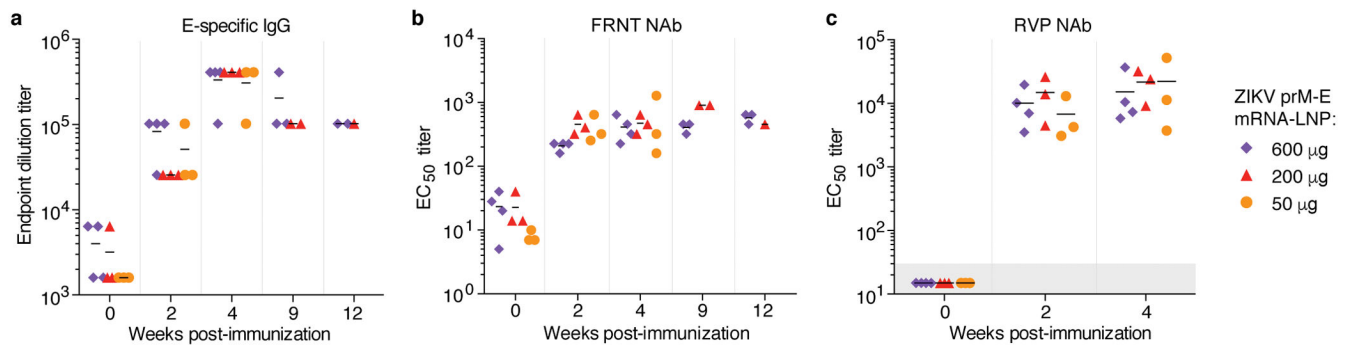 a
E-specific IgG
Endpoint dilution titer
10^6
10^5
10^4
10^3
0 2 4 9 12
Weeks post-immunization
b
FRNT NAb
EC50 titer
10^4
10^3
10^2
10^1
10^0
0 2 4 9 12
Weeks post-immunization
c
RVP NAb
EC50 titer
10^5
10^4
10^3
10^2
10^1
0 2 4
Weeks post-immunization
ZIKV prM-E
mRNA-LNP:
600 μg
200 μg
50 μg